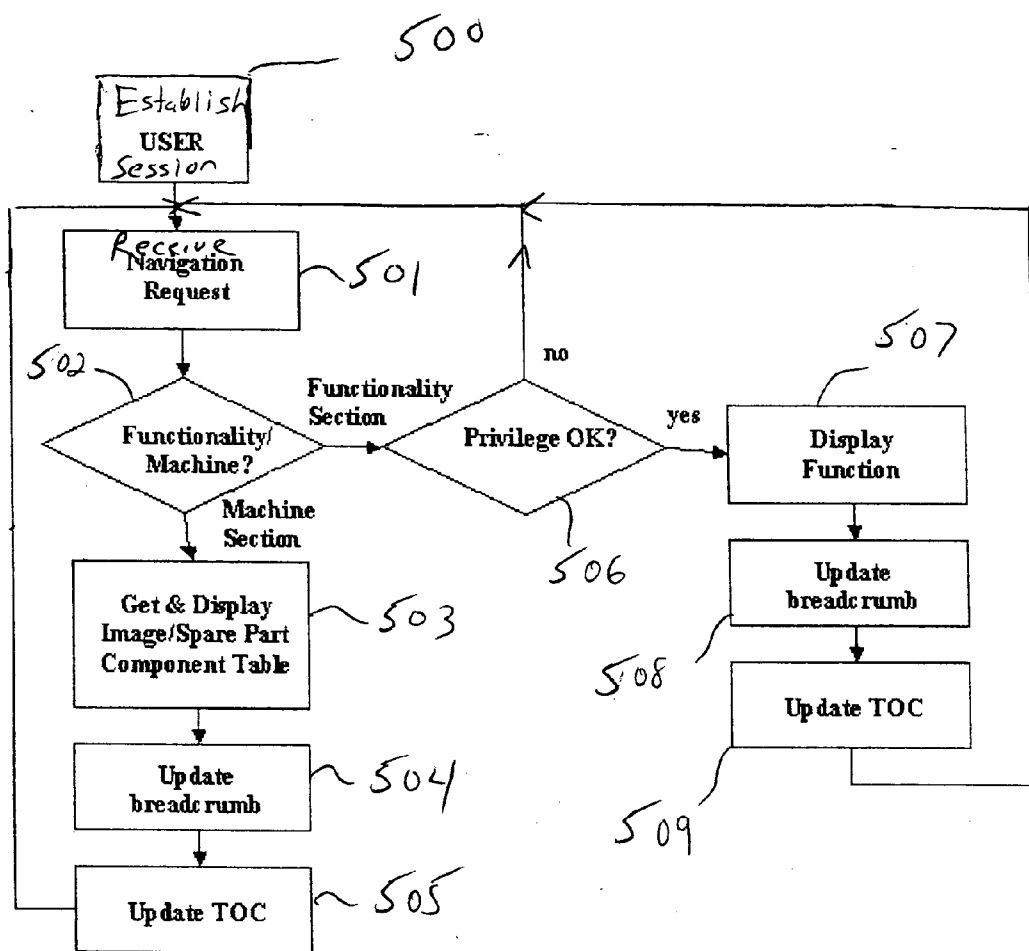 500
Establish
USER
Session
Receive
Navigation
Request
501
502
Functionality/
Machine?
Functionality
Section
Machine
Section
no
Privilege OK?
yes
506
507
Display
Function
Get & Display
Image/Spare Part
Component Table
503
Update
breadcrumb
508
Update TOC
509
Update
breadcrumb
504
Update TOC
505